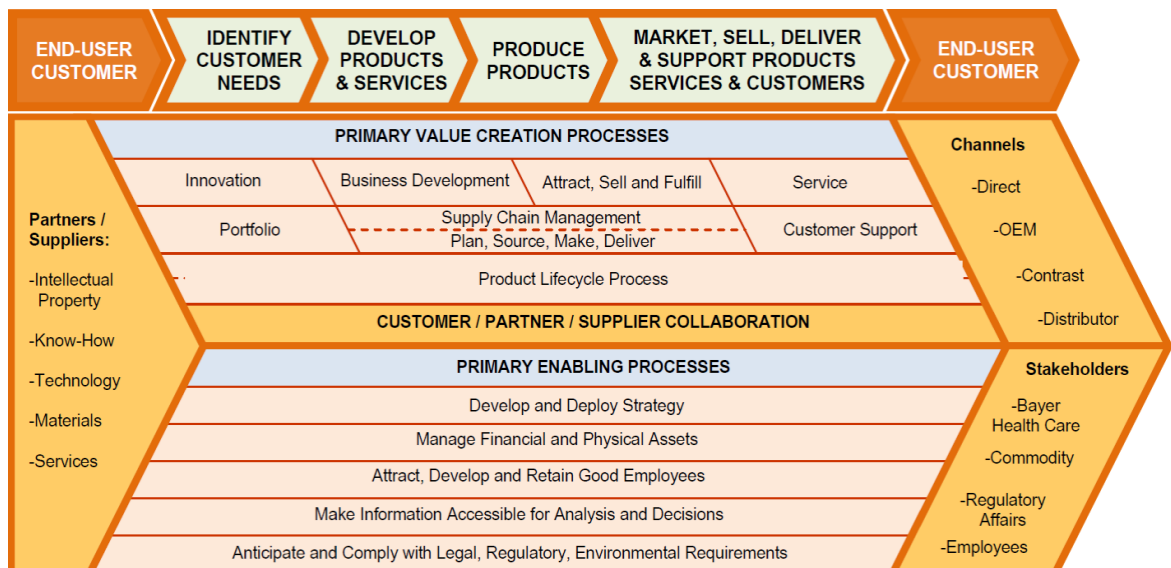 END-USER
CUSTOMER
IDENTIFY
CUSTOMER
NEEDS
DEVELOP
PRODUCTS
& SERVICES
PRODUCE
PRODUCTS
MARKET, SELL, DELIVER
& SUPPORT PRODUCTS
SERVICES & CUSTOMERS
END-USER
CUSTOMER
Partners /
Suppliers:
-Intellectual
Property
-Know-How
-Technology
-Materials
-Services
PRIMARY VALUE CREATION PROCESSES
Innovation
Business Development
Attract, Sell and Fulfill
Service
Portfolio
Supply Chain Management
Plan, Source, Make, Deliver
Customer Support
Product Lifecycle Process
CUSTOMER / PARTNER / SUPPLIER COLLABORATION
PRIMARY ENABLING PROCESSES
Develop and Deploy Strategy
Manage Financial and Physical Assets
Attract, Develop and Retain Good Employees
Make Information Accessible for Analysis and Decisions
Anticipate and Comply with Legal, Regulatory, Environmental Requirements
Channels
-Direct
-OEM
-Contrast
-Distributor
Stakeholders
-Bayer
Health Care
-Commodity
-Regulatory
Affairs
-Employees